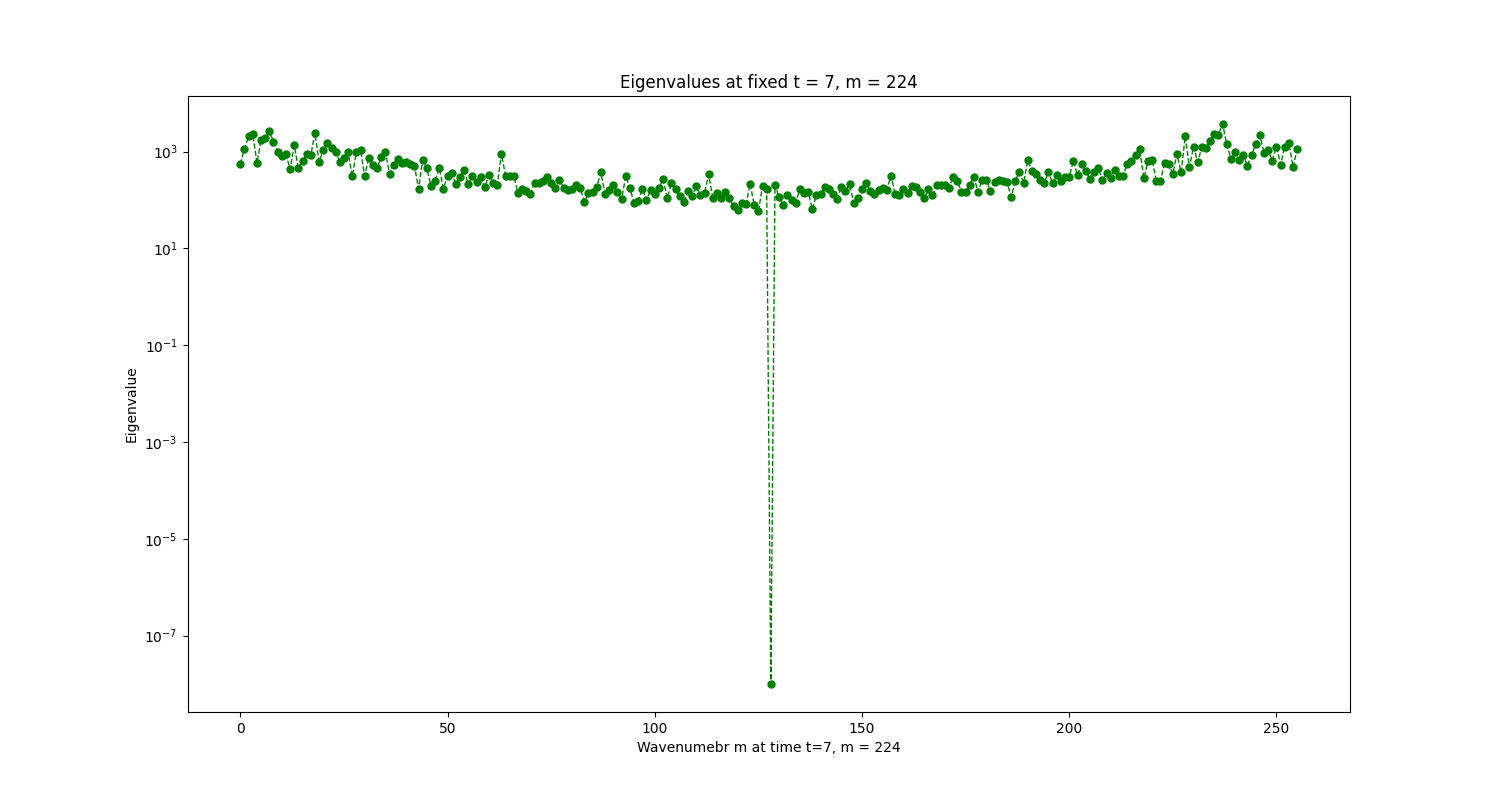 Eigenvalues at fixed t = 7, m = 224
10³
10¹
10⁻¹
10⁻³
10⁻⁵
10⁻⁷
Eigenvalue
0 50 100 150 200 250
Wavenumebr m at time t=7, m = 224